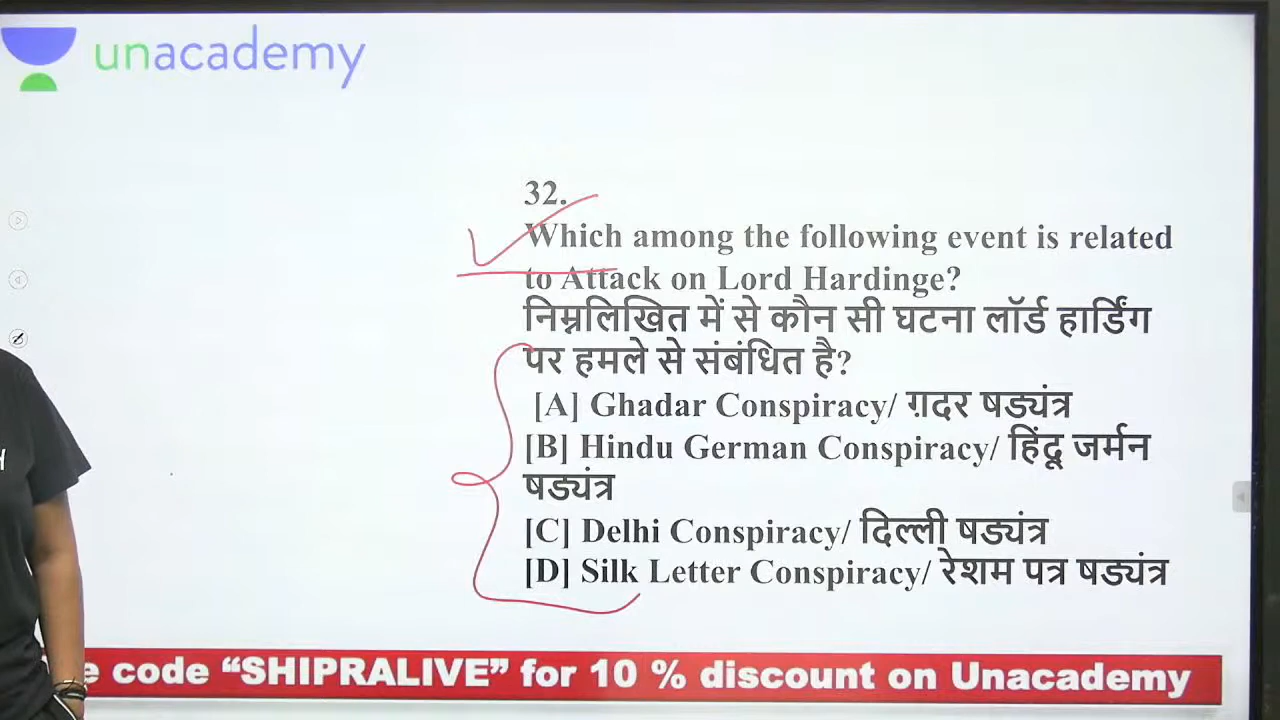 unacademy
32.
Which among the following event is related
to Attack on Lord Hardinge?
निम्नलिखित में से कौन सी घटना लॉर्ड हार्डिंग
पर हमले से संबंधित है?
[A] Ghadar Conspiracy/ ग़दर षड्यंत्र
[B] Hindu German Conspiracy/ हिंदू जर्मन
षड्यंत्र
[C] Delhi Conspiracy/ दिल्ली षड्यंत्र
[D] Silk Letter Conspiracy/ रेशम पत्र षड्यंत्र
code “SHIPRALIVE” for 10 % discount on Unacademy